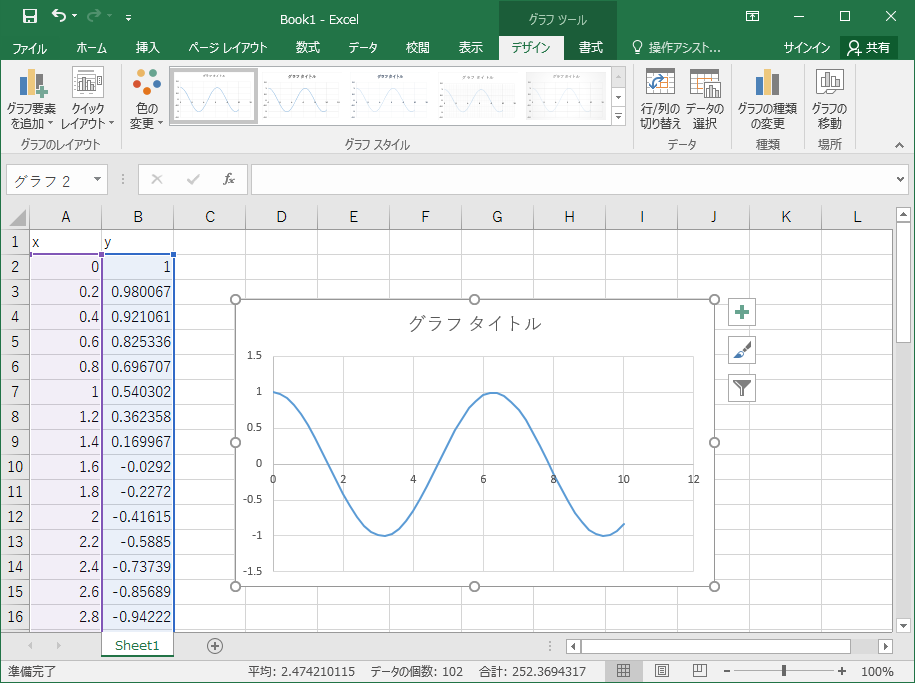 Book1 - Excel
グラフ ツール
ファイル ホーム 挿入 ページ レイアウト 数式 データ 校閲 表示 デザイン 書式 操作アシスト... サインイン 共有
グラフ要素を追加
クイックレイアウト
グラフのレイアウト
色の変更
グラフ スタイル
行/列の切り替え
データの選択
データ
グラフの種類の変更
種類
グラフの移動
場所
グラフ 2
fx
A B C D E F G H I J K L
1 x y
2 0 1
3 0.2 0.980067
4 0.4 0.921061
5 0.6 0.825336
6 0.8 0.696707
7 1 0.540302
8 1.2 0.362358
9 1.4 0.169967
10 1.6 -0.0292
11 1.8 -0.2272
12 2 -0.41615
13 2.2 -0.5885
14 2.4 -0.73739
15 2.6 -0.85689
16 2.8 -0.94222
グラフ タイトル
1.5
1
0.5
0
-0.5
-1
-1.5
0 2 4 6 8 10 12
Sheet1
準備完了 平均: 2.474210115 データの個数: 102 合計: 252.3694317 100%